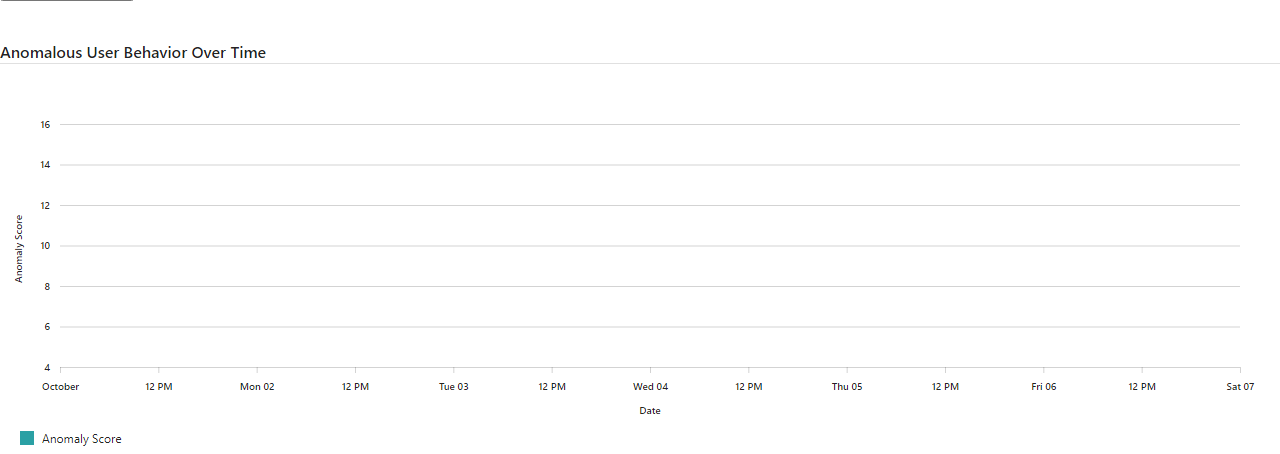 Anomalous User Behavior Over Time
16
14
12
10
8
6
4
Anomaly Score
October 12 PM Mon 02 12 PM Tue 03 12 PM Wed 04 12 PM Thu 05 12 PM Fri 06 12 PM Sat 07
Date
Anomaly Score